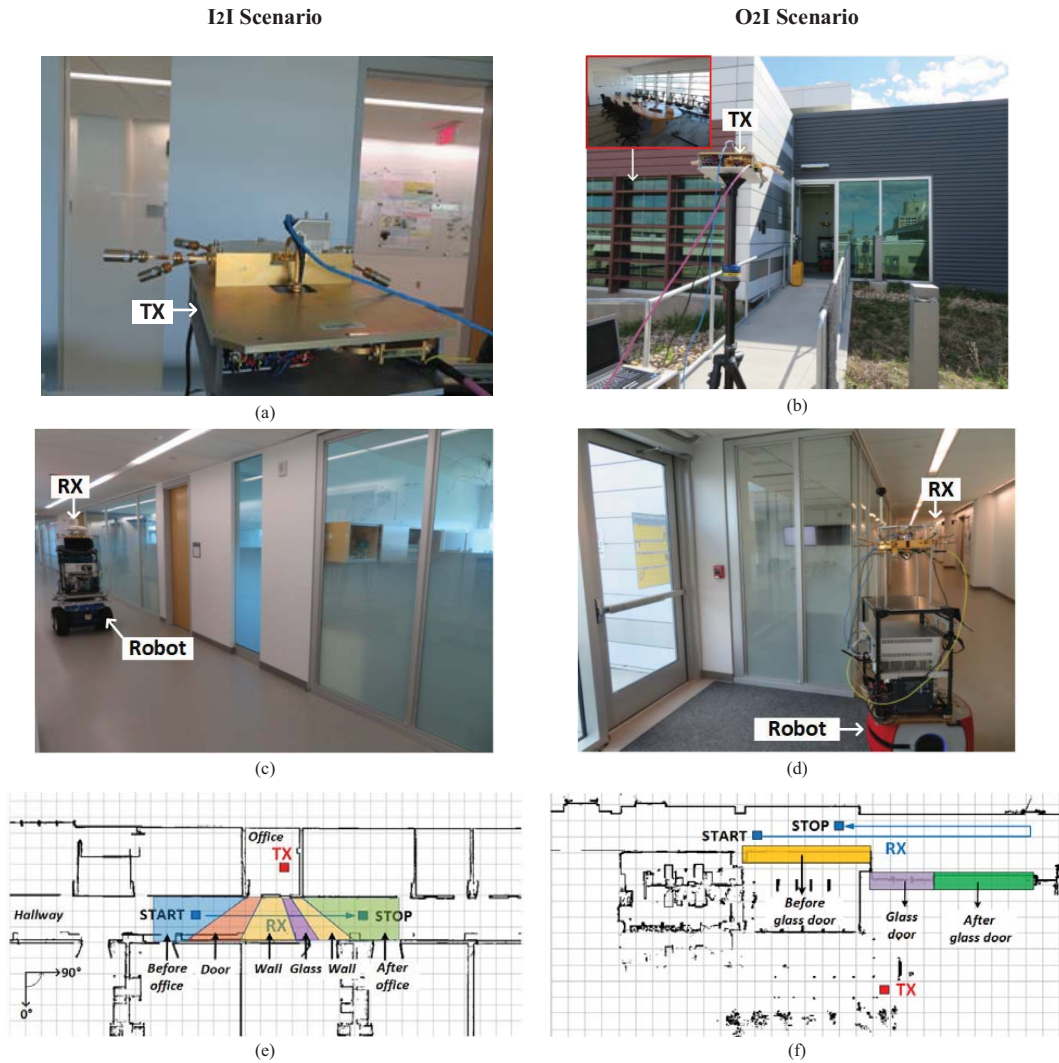 I2I Scenario
O2I Scenario
TX
(a)
TX
(b)
RX
Robot
(c)
RX
Robot
(d)
Office
TX
Hallway
START
RX
STOP
90°
0°
Before
office
Door
Wall
Glass
Wall
After
office
(e)
START
STOP
RX
Before
glass door
Glass
door
After
glass door
TX
(f)